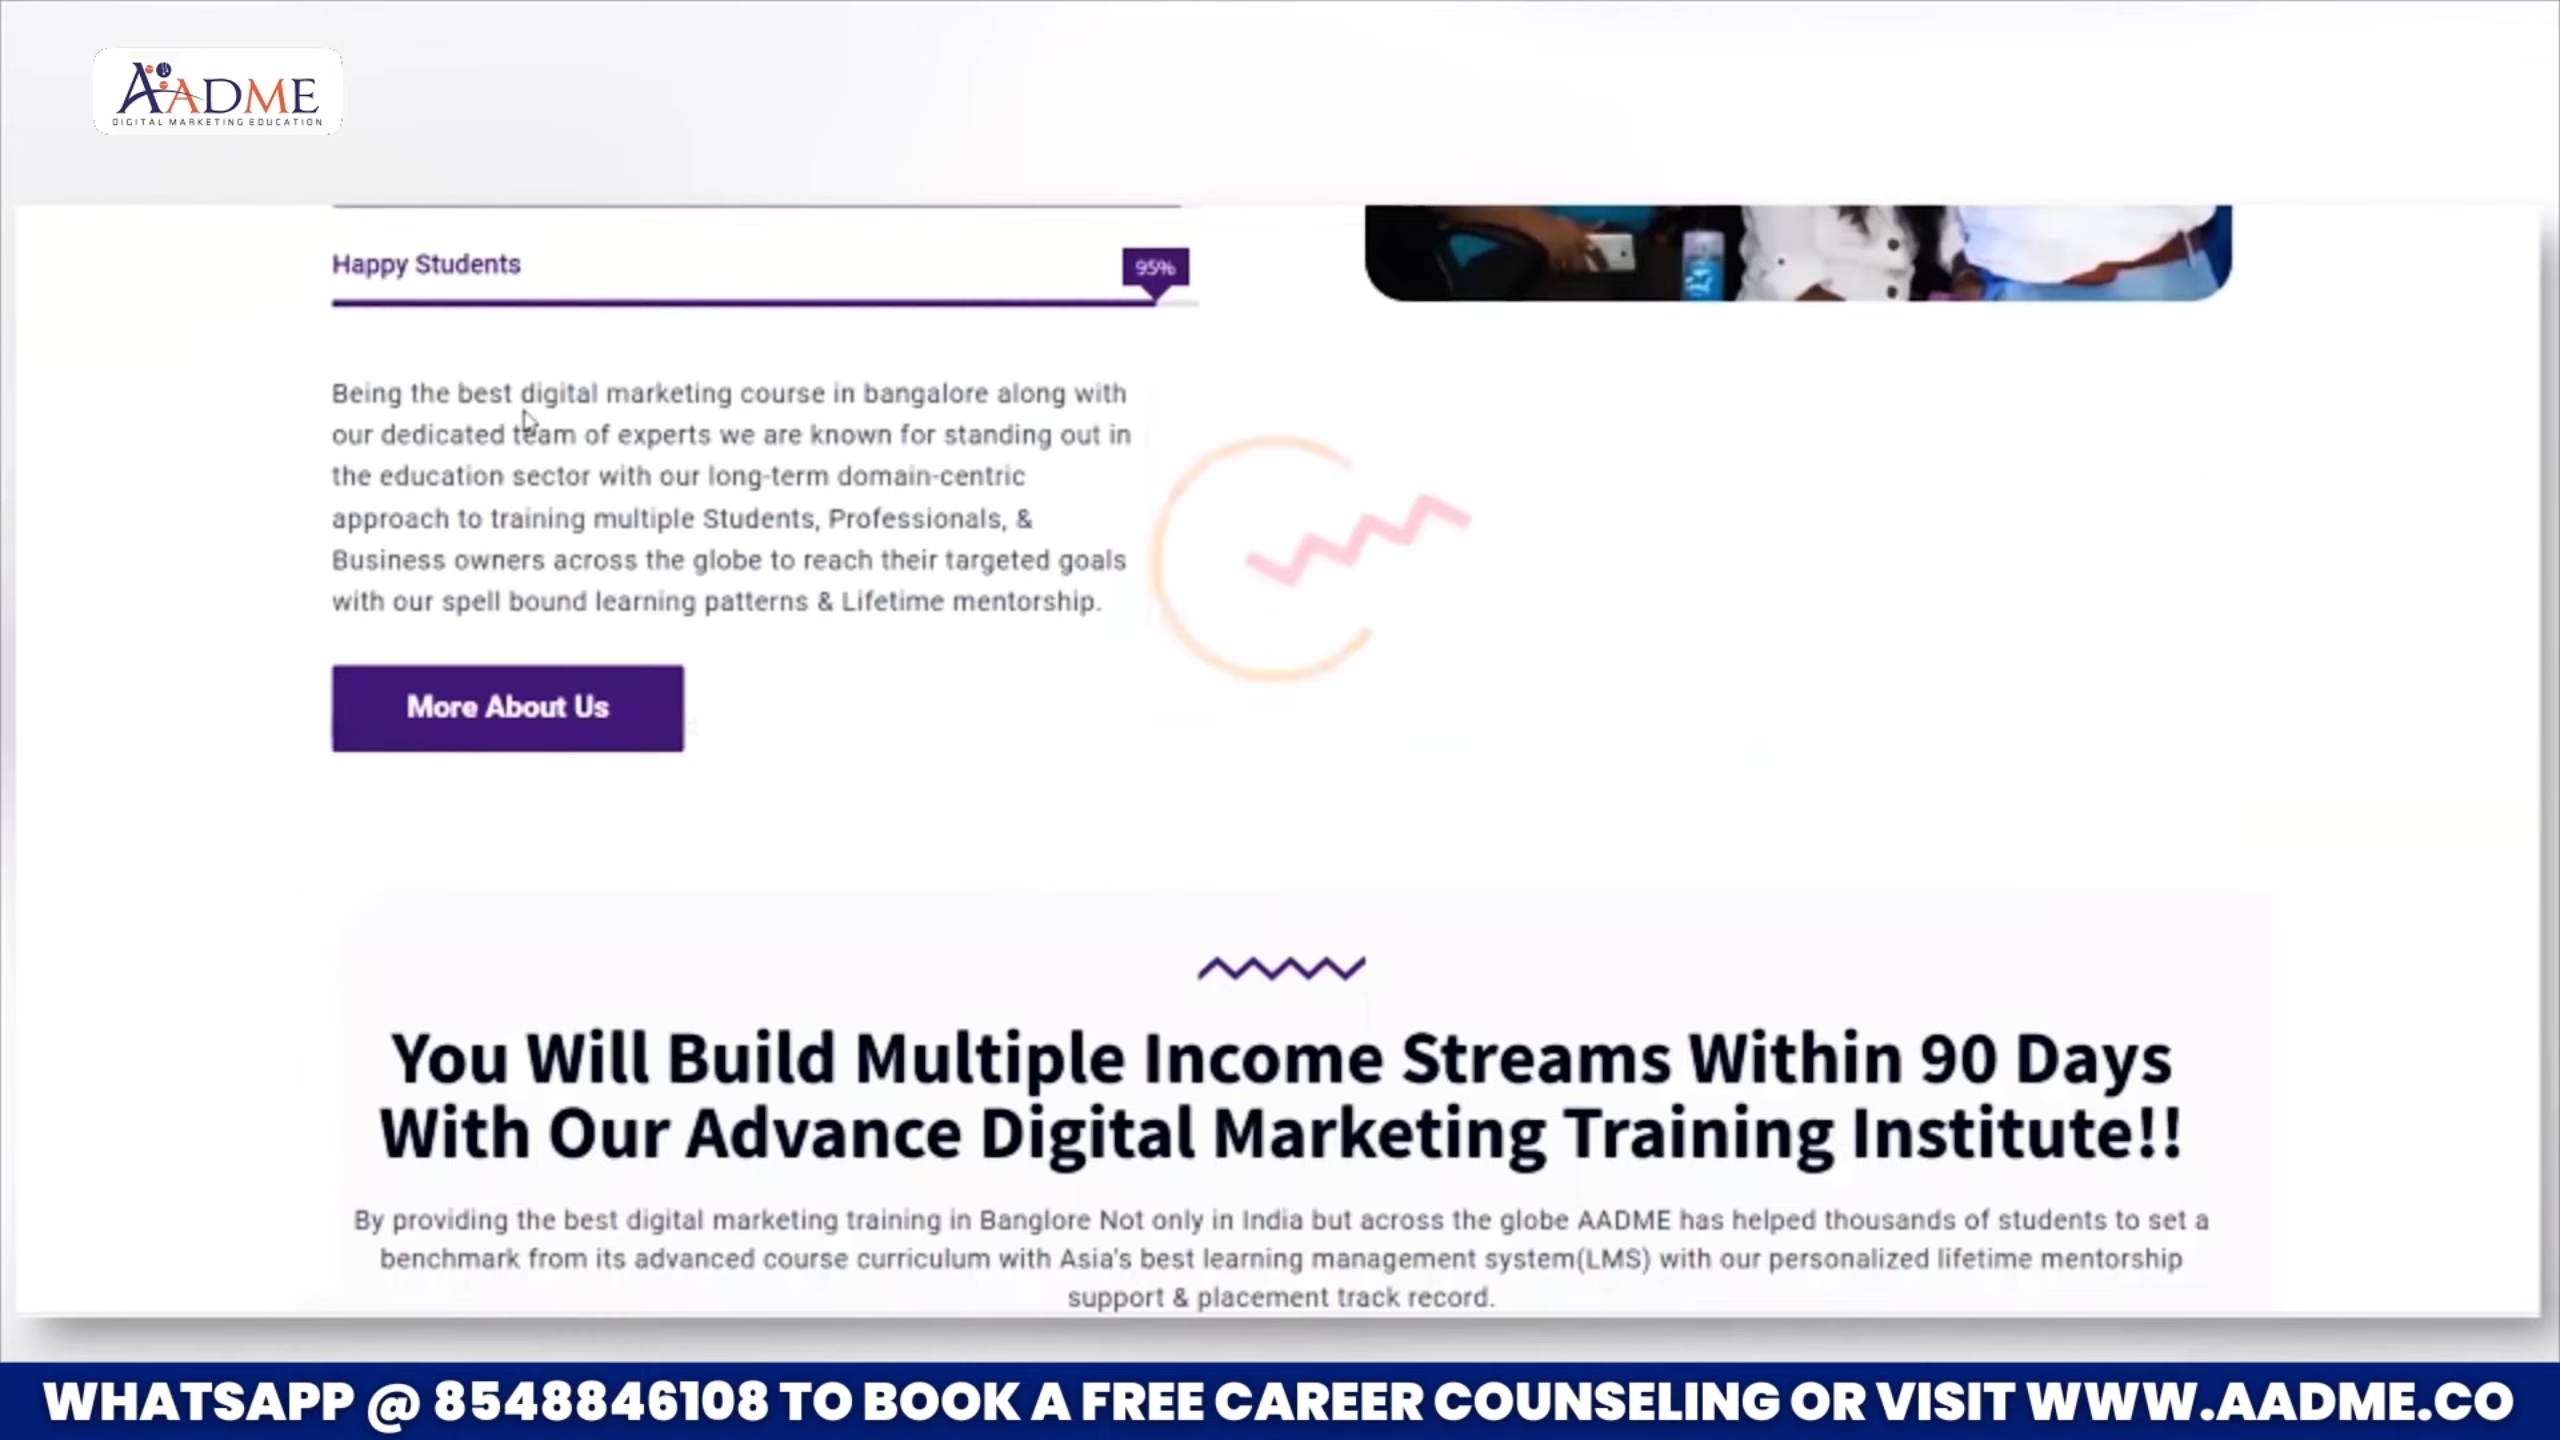 AADME
DIGITAL MARKETING EDUCATION
Happy Students
95%
Being the best digital marketing course in bangalore along with
our dedicated team of experts we are known for standing out in
the education sector with our long-term domain-centric
approach to training multiple Students, Professionals, &
Business owners across the globe to reach their targeted goals
with our spell bound learning patterns & Lifetime mentorship.
More About Us
You Will Build Multiple Income Streams Within 90 Days
With Our Advance Digital Marketing Training Institute!!
By providing the best digital marketing training in Banglore Not only in India but across the globe AADME has helped thousands of students to set a
benchmark from its advanced course curriculum with Asia's best learning management system(LMS) with our personalized lifetime mentorship
support & placement track record.
WHATSAPP @ 8548846108 TO BOOK A FREE CAREER COUNSELING OR VISIT WWW.AADME.CO